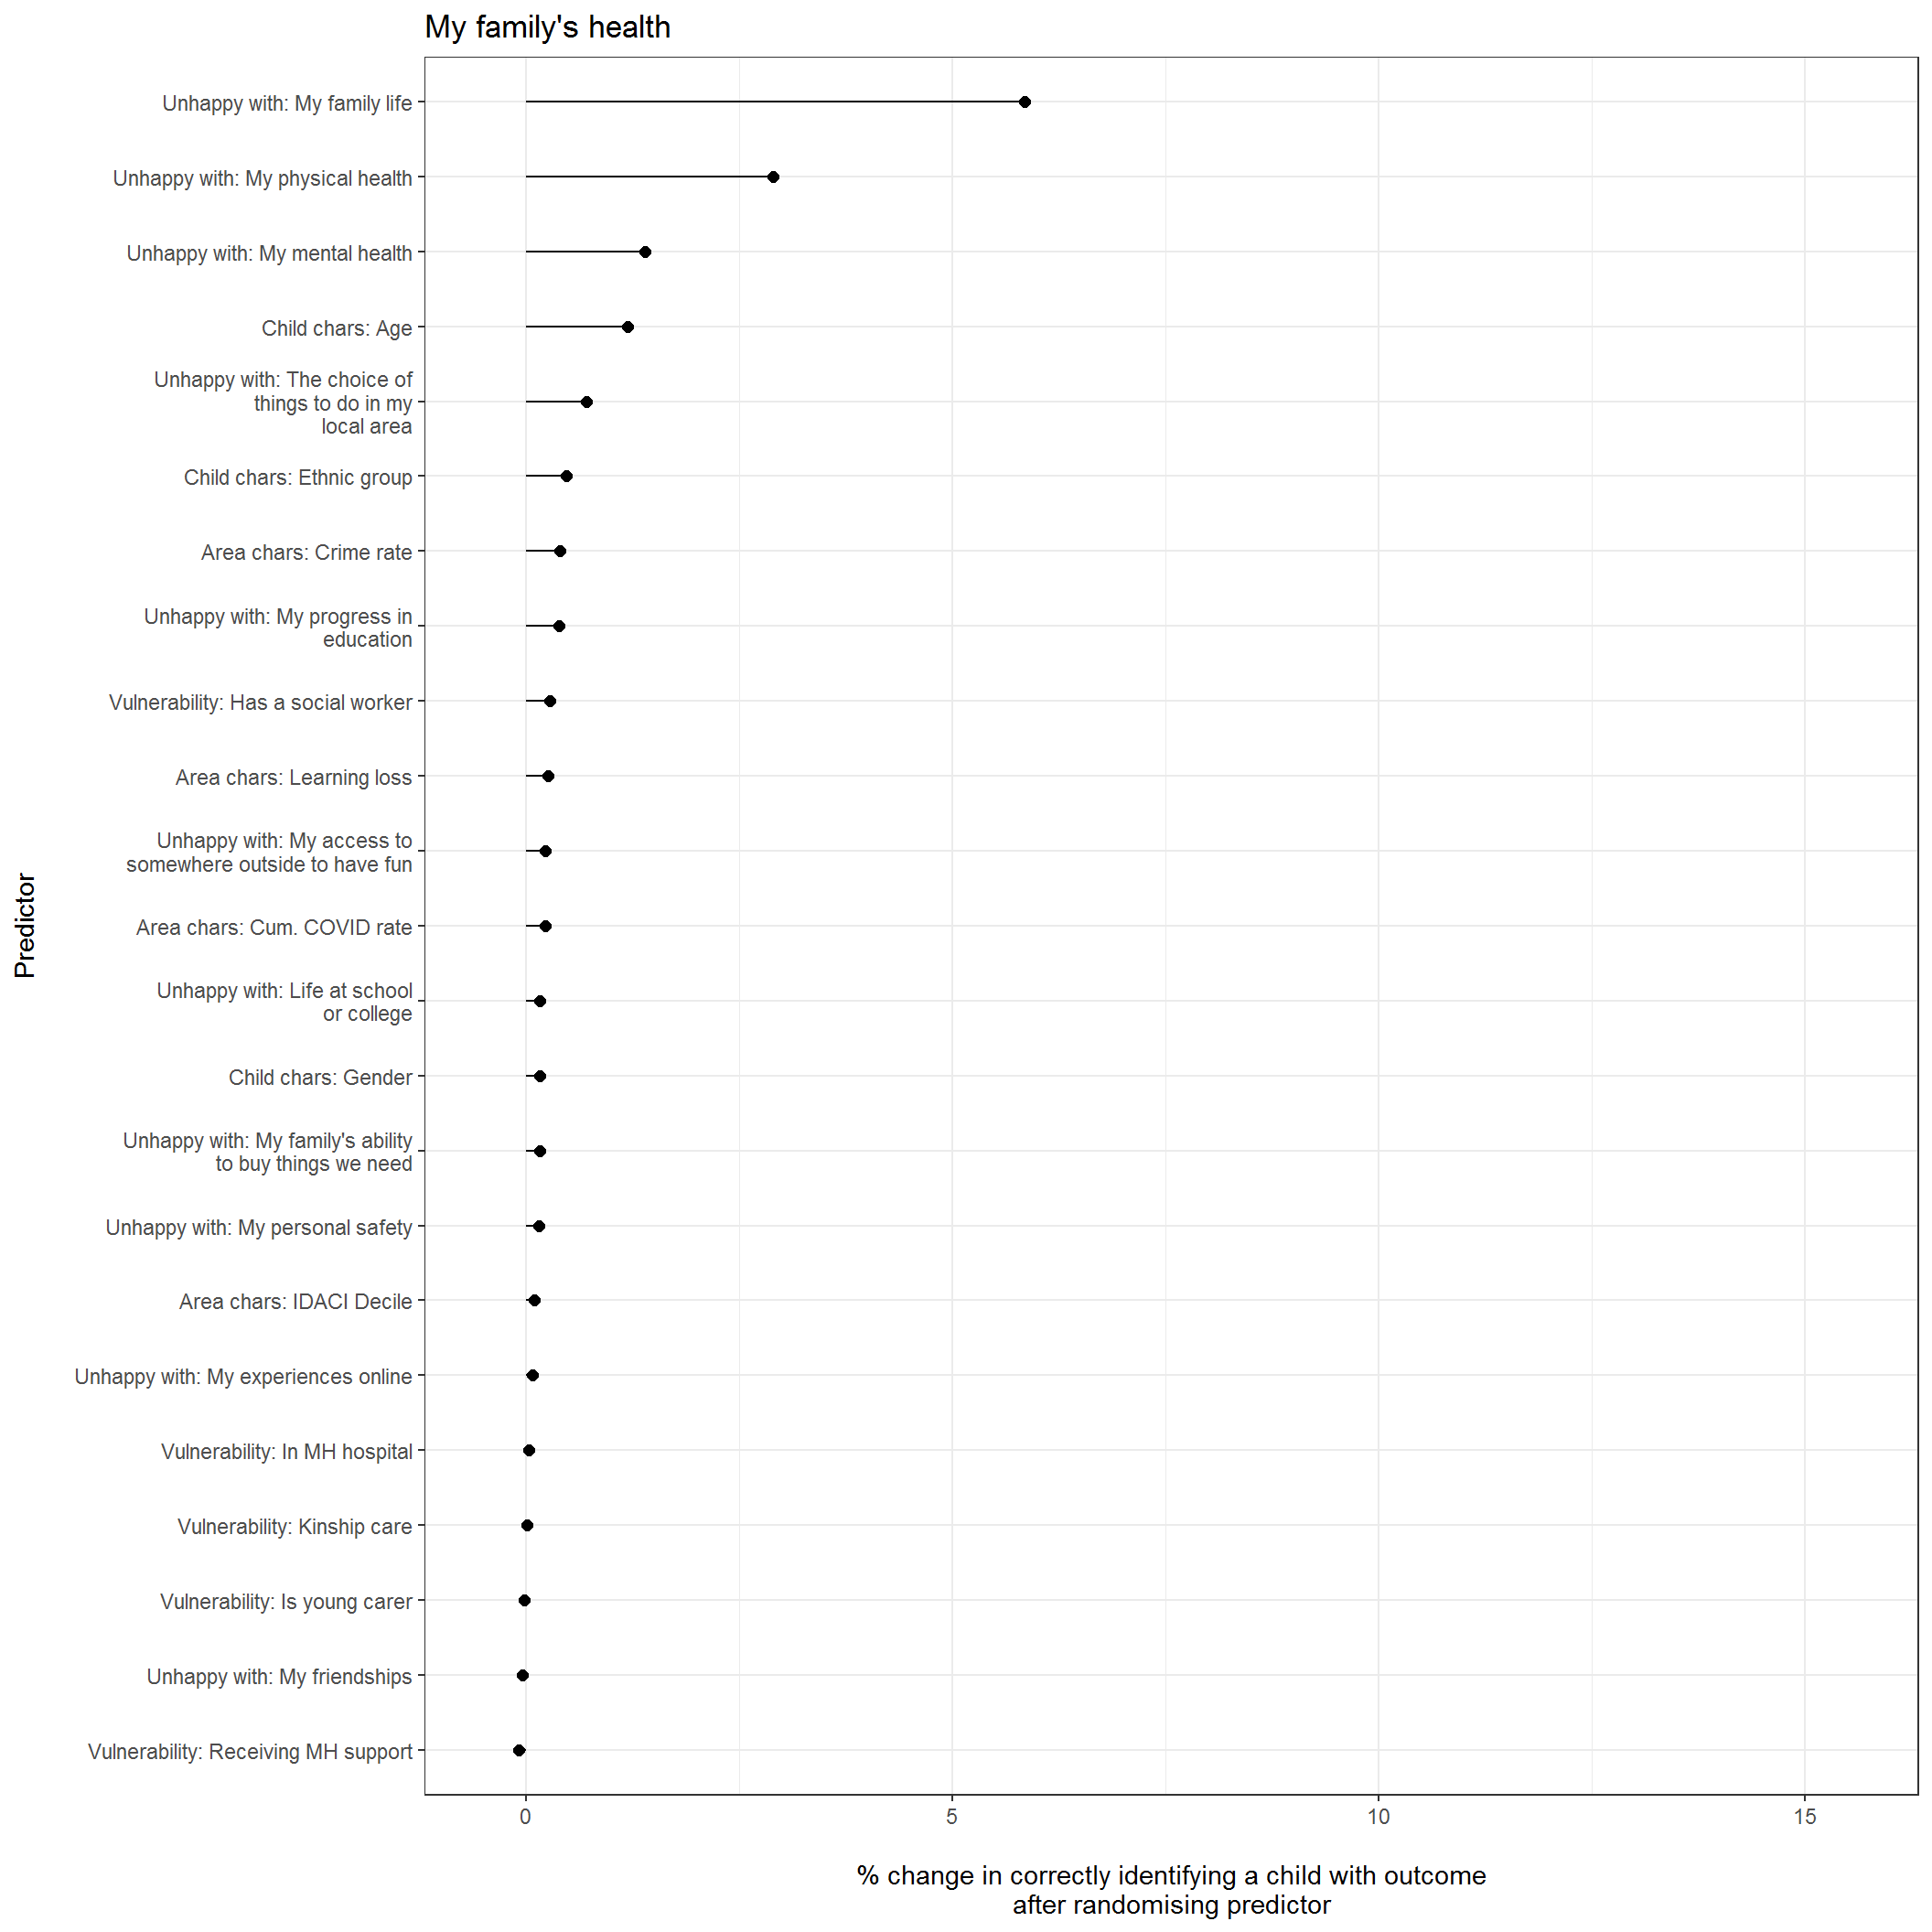 My family's health
Unhappy with: My family life
Unhappy with: My physical health
Unhappy with: My mental health
Child chars: Age
Unhappy with: The choice of
things to do in my
local area
Child chars: Ethnic group
Area chars: Crime rate
Unhappy with: My progress in
education
Vulnerability: Has a social worker
Area chars: Learning loss
Unhappy with: My access to
somewhere outside to have fun
Area chars: Cum. COVID rate
Unhappy with: Life at school
or college
Child chars: Gender
Unhappy with: My family's ability
to buy things we need
Unhappy with: My personal safety
Area chars: IDACI Decile
Unhappy with: My experiences online
Vulnerability: In MH hospital
Vulnerability: Kinship care
Vulnerability: Is young carer
Unhappy with: My friendships
Vulnerability: Receiving MH support
Predictor
0 5 10 15
% change in correctly identifying a child with outcome
after randomising predictor